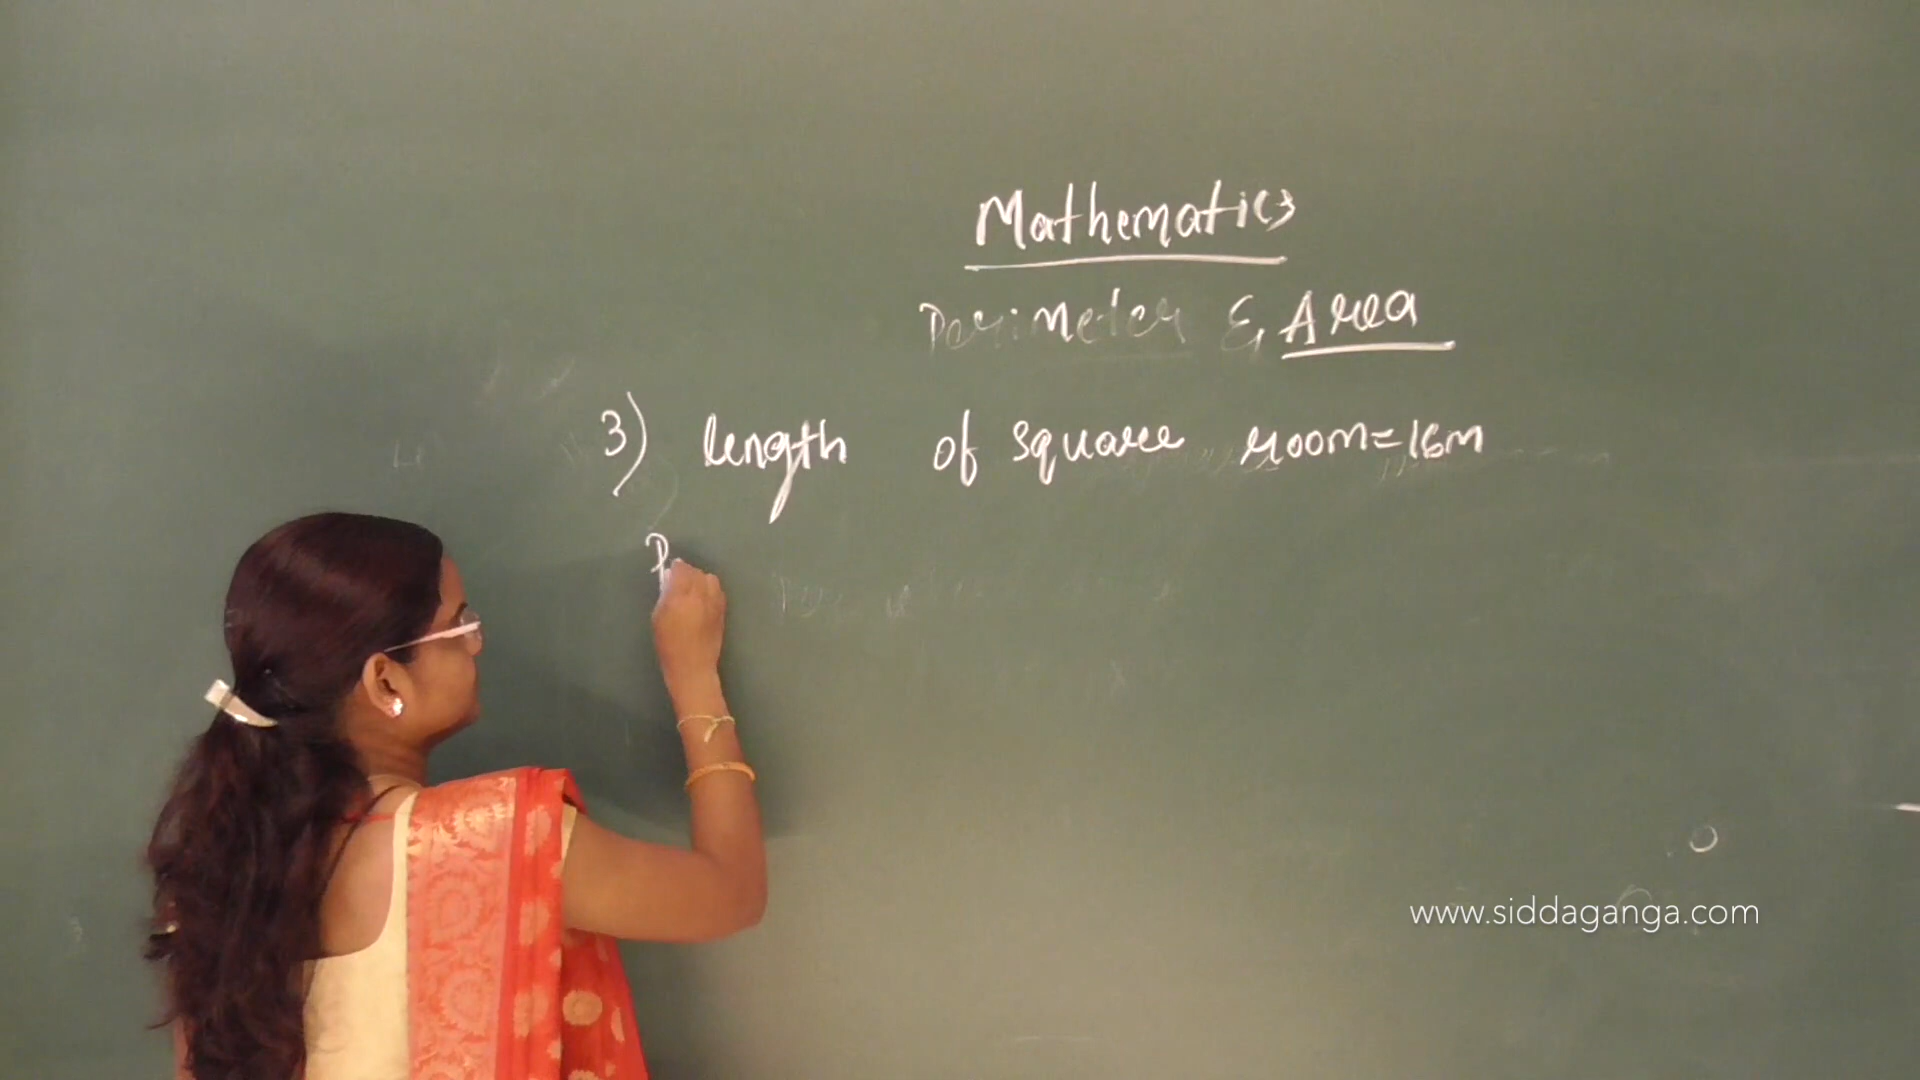 Mathematics
Perimeter & Area
3) length of square room=16m
P
www.siddaganga.com